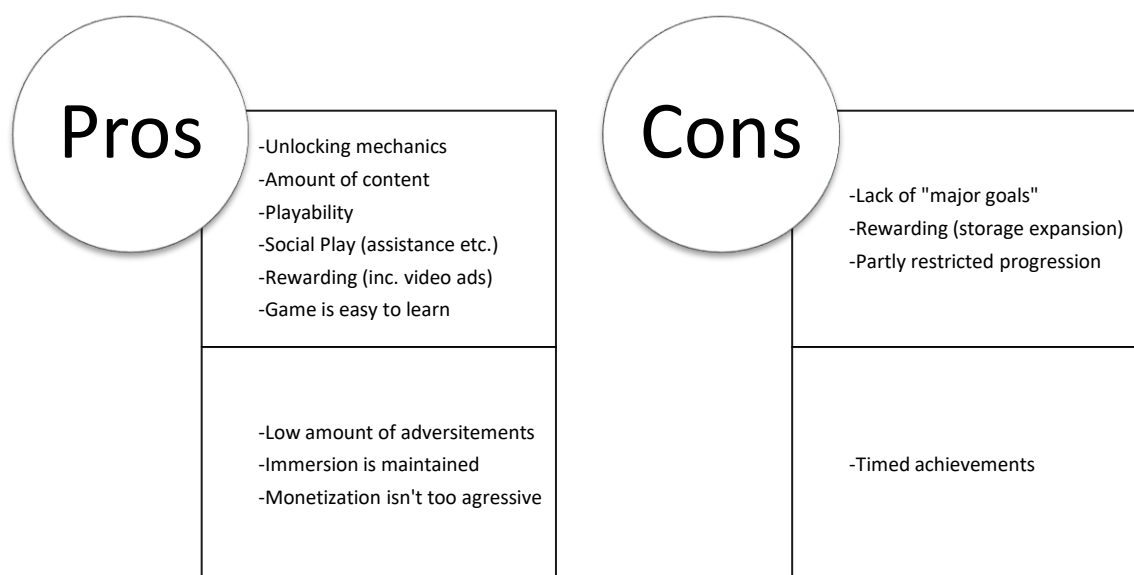 Pros
-Unlocking mechanics
-Amount of content
-Playability
-Social Play (assistance etc.)
-Rewarding (inc. video ads)
-Game is easy to learn
-Low amount of adversitements
-Immersion is maintained
-Monetization isn't too agressive
Cons
-Lack of "major goals"
-Rewarding (storage expansion)
-Partly restricted progression
-Timed achievements